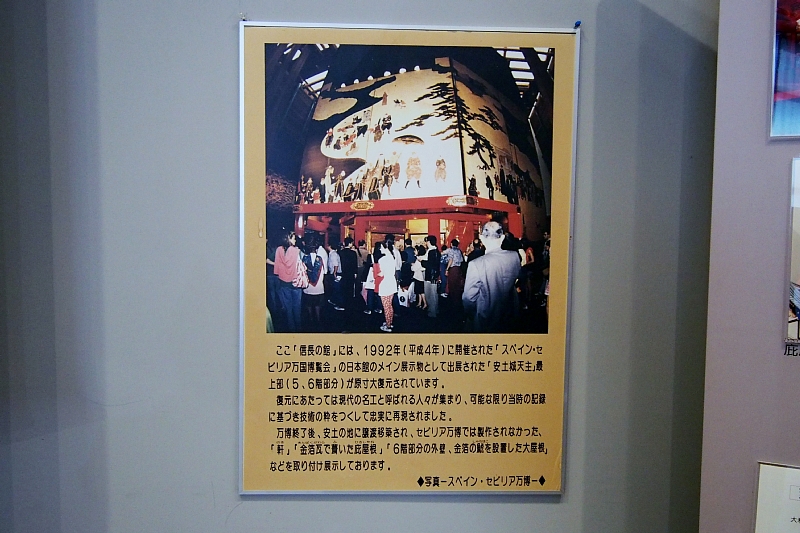 ここ「信長の館」には、1992年(平成4年)に開催された「スペイン・セ
ビリア万国博覧会」の日本館のメイン展示物として出展された「安土城天主」最
上部(5、6階部分)が原寸大復元されています。
復元にあたっては現代の名工と呼ばれる人々が集まり、可能な限り当時の記録
に基づき技術の粋をつくして忠実に再現されました。
万博終了後、安土の地に譲渡移築され、セビリア万博では製作されなかった、
「軒」「金箔瓦で葺いた庇屋根」「6階部分の外壁、金箔の鯱を設置した大屋根」
などを取り付け展示しております。
◆写真ースペイン・セビリア万博ー◆
庇